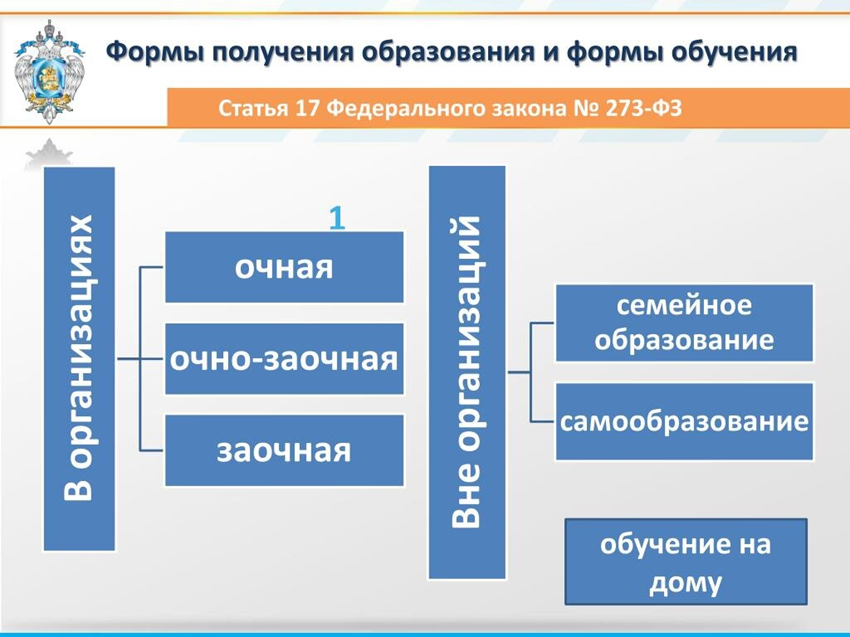 Формы получения образования и формы обучения
Статья 17 Федерального закона № 273-ФЗ
В организациях
1
очная
очно-заочная
заочная
Вне организаций
семейное
образование
самообразование
обучение на
дому